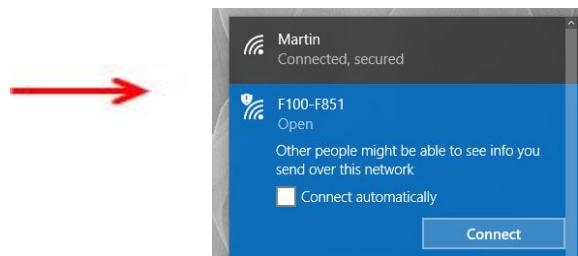 Martin
Connected, secured
F100-F851
Open
Other people might be able to see info you
send over this network
Connect automatically
Connect